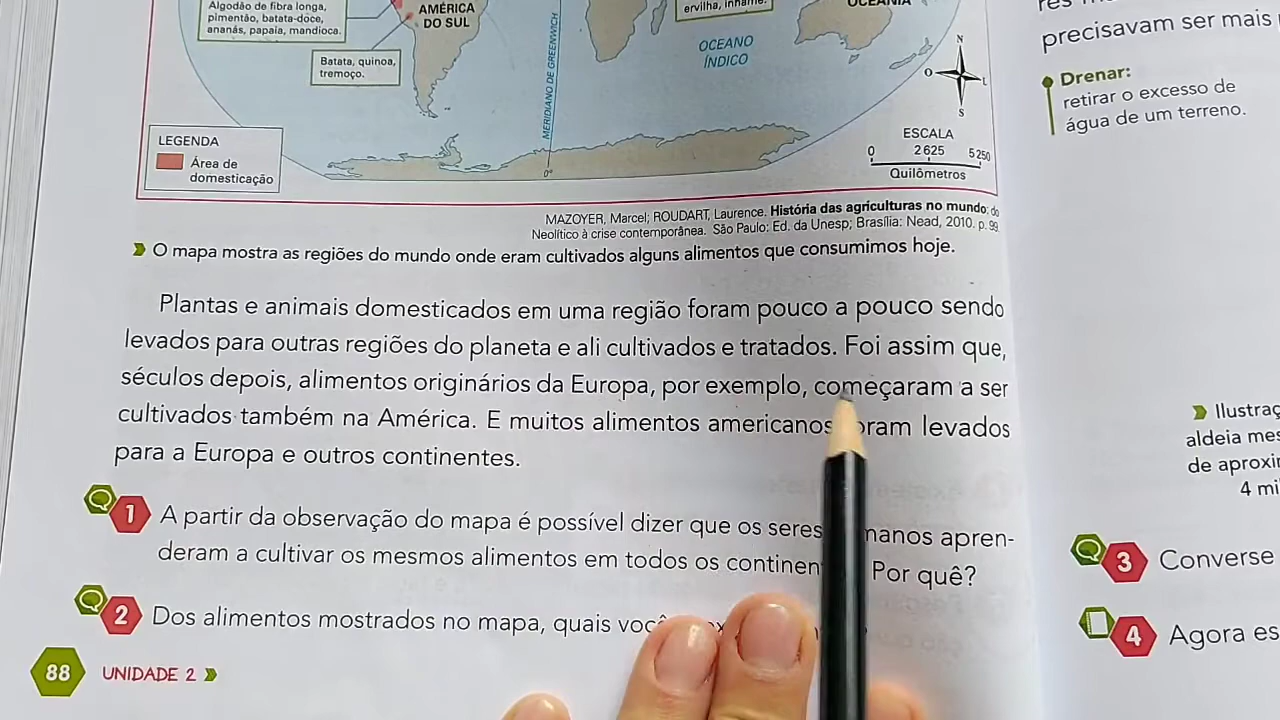 Algodão de fibra longa,
pimentão, batata-doce,
ananás, papaia, mandioca.
AMÉRICA
DO SUL
Batata, quinoa,
tremoço.
ervilha, inhame.
OCEANIA
OCEANO
ÍNDICO
MERIDIANO DE GREENWICH
0°
N
O
L
S
LEGENDA
Área de
domesticação
ESCALA
0 2 625 5 250
Quilômetros
MAZOYER, Marcel; ROUDART, Laurence. História das agriculturas no mundo: do
Neolítico à crise contemporânea. São Paulo: Ed. da Unesp; Brasília: Nead, 2010. p. 99.
O mapa mostra as regiões do mundo onde eram cultivados alguns alimentos que consumimos hoje.
Plantas e animais domesticados em uma região foram pouco a pouco sendo
levados para outras regiões do planeta e ali cultivados e tratados. Foi assim que,
séculos depois, alimentos originários da Europa, por exemplo, começaram a ser
cultivados também na América. E muitos alimentos americanos foram levados
para a Europa e outros continentes.
1 A partir da observação do mapa é possível dizer que os seres humanos apren-
deram a cultivar os mesmos alimentos em todos os continentes? Por quê?
2 Dos alimentos mostrados no mapa, quais você
88 UNIDADE 2
precisavam ser mais
Drenar:
retirar o excesso de
água de um terreno.
Ilustraç
aldeia mes
de aproxi
4 mi
3 Converse
4 Agora es